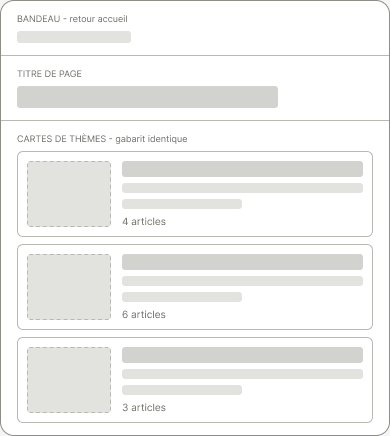 BANDEAU - retour accueil
TITRE DE PAGE
CARTES DE THÈMES - gabarit identique
4 articles
6 articles
3 articles